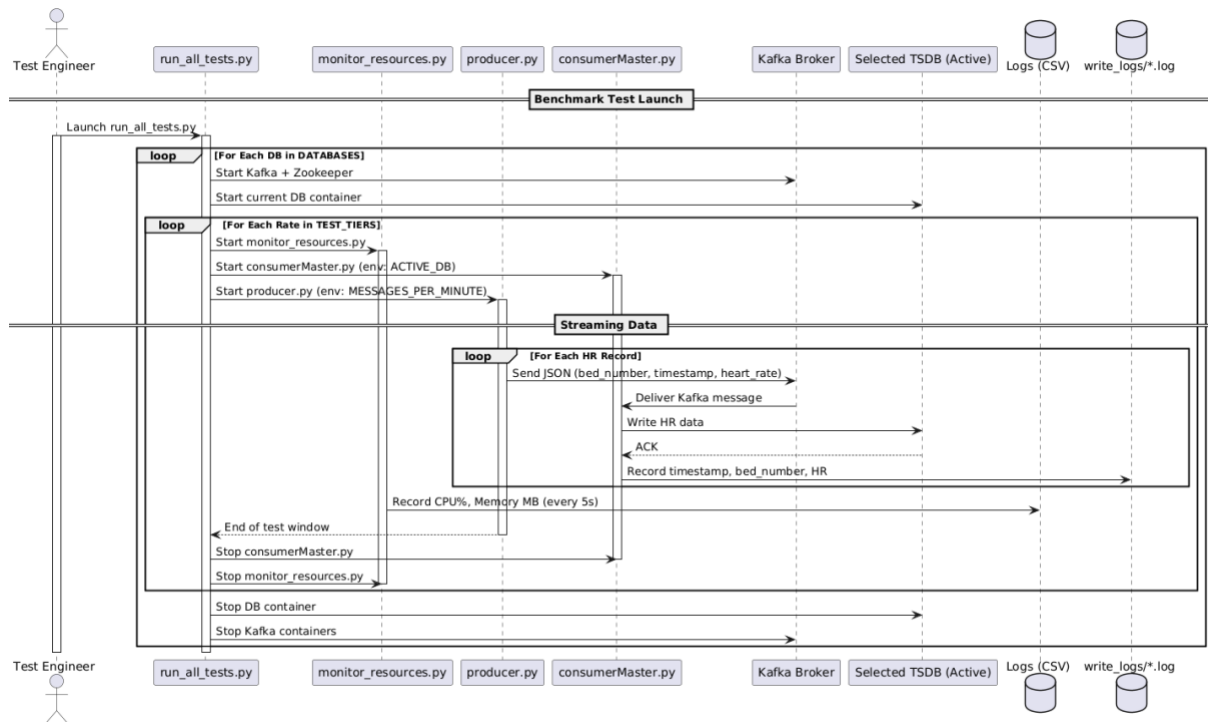 Test Engineer
run_all_tests.py
monitor_resources.py
producer.py
consumerMaster.py
Kafka Broker
Selected TSDB (Active)
Logs (CSV)
write_logs/*.log
Benchmark Test Launch
Launch run_all_tests.py
loop [For Each DB in DATABASES]
Start Kafka + Zookeeper
Start current DB container
loop [For Each Rate in TEST_TIERS]
Start monitor_resources.py
Start consumerMaster.py (env: ACTIVE_DB)
Start producer.py (env: MESSAGES_PER_MINUTE)
Streaming Data
loop [For Each HR Record]
Send JSON (bed_number, timestamp, heart_rate)
Deliver Kafka message
Write HR data
ACK
Record timestamp, bed_number, HR
Record CPU%, Memory MB (every 5s)
End of test window
Stop consumerMaster.py
Stop monitor_resources.py
Stop DB container
Stop Kafka containers
Test Engineer
run_all_tests.py
monitor_resources.py
producer.py
consumerMaster.py
Kafka Broker
Selected TSDB (Active)
Logs (CSV)
write_logs/*.log